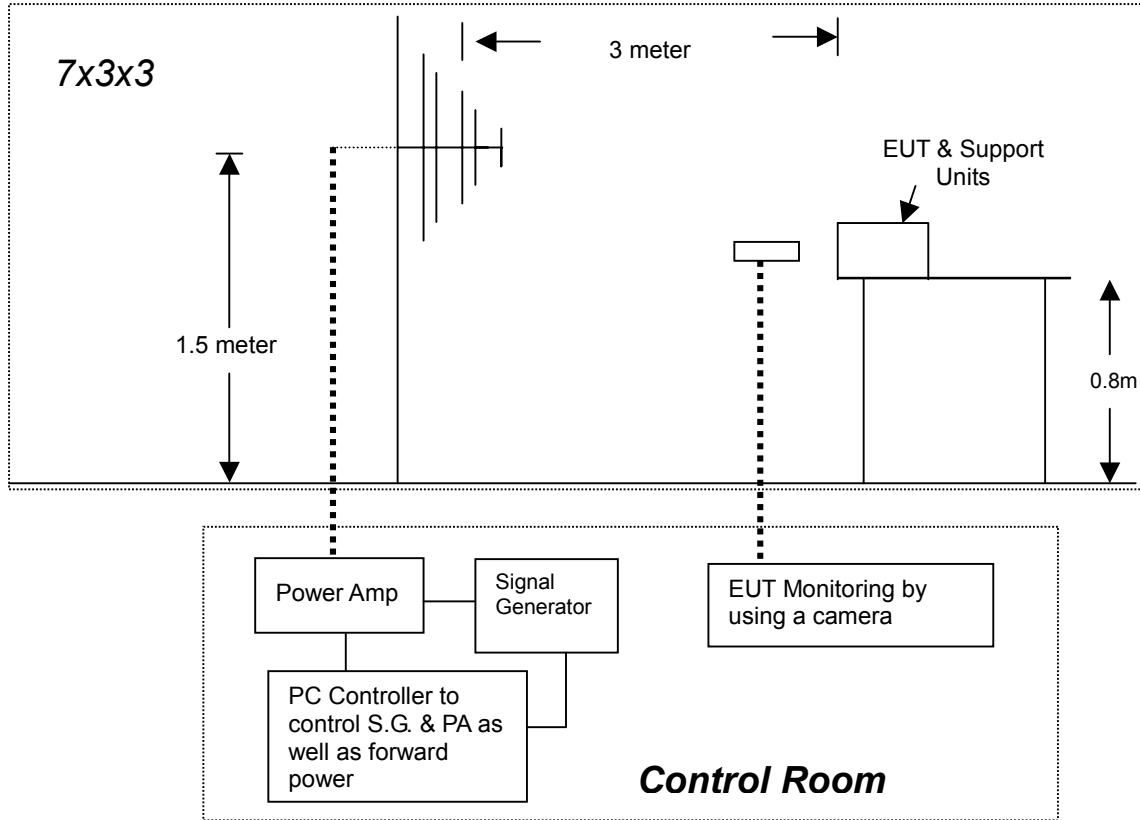 7x3x3
3 meter
EUT & Support
Units
1.5 meter
0.8m
Power Amp
Signal
Generator
EUT Monitoring by
using a camera
PC Controller to
control S.G. & PA as
well as forward
power
Control Room